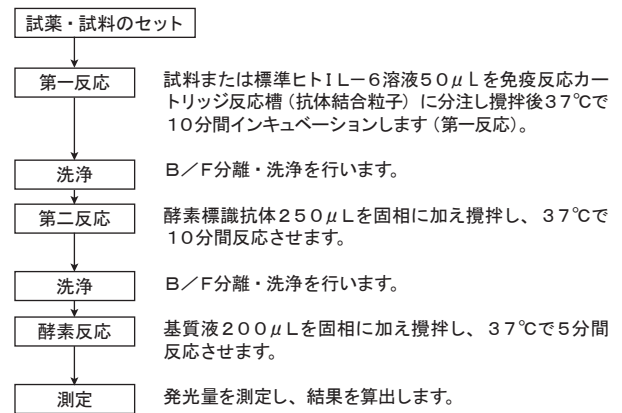 試薬・試料のセット
第一反応
試料または標準ヒトＩＬ－６溶液５０μＬを免疫反応カー
トリッジ反応槽（抗体結合粒子）に分注し攪拌後３７℃で
１０分間インキュベーションします（第一反応）。
洗浄
Ｂ／Ｆ分離・洗浄を行います。
第二反応
酵素標識抗体２５０μＬを固相に加え攪拌し、３７℃で
１０分間反応させます。
洗浄
Ｂ／Ｆ分離・洗浄を行います。
酵素反応
基質液２００μＬを固相に加え攪拌し、３７℃で５分間
反応させます。
測定
発光量を測定し、結果を算出します。